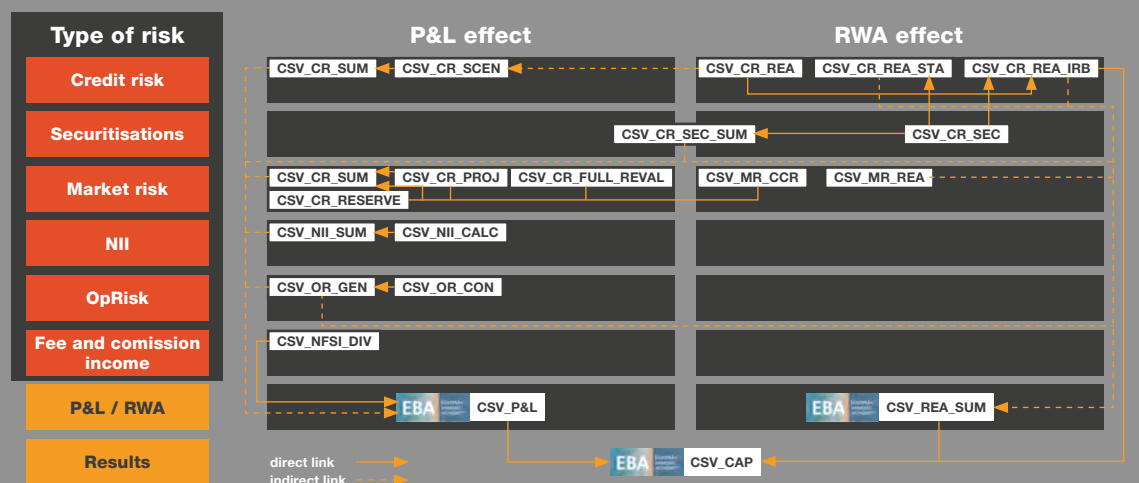 Type of risk
P&L effect
RWA effect
Credit risk
CSV_CR_SUM
CSV_CR_SCEN
CSV_CR_REA
CSV_CR_REA_STA
CSV_CR_REA_IRB
Securitisations
CSV_CR_SEC_SUM
CSV_CR_SEC
Market risk
CSV_CR_SUM
CSV_CR_PROJ
CSV_CR_FULL_REVAL
CSV_MR_CCR
CSV_MR_REA
CSV_CR_RESERVE
NII
CSV_NII_SUM
CSV_NII_CALC
OpRisk
CSV_OR_GEN
CSV_OR_CON
Fee and comission
income
CSV_NFSI_DIV
P&L / RWA
EBA
CSV_P&L
EBA
CSV_REA_SUM
Results
direct link
indirect link
EBA
CSV_CAP